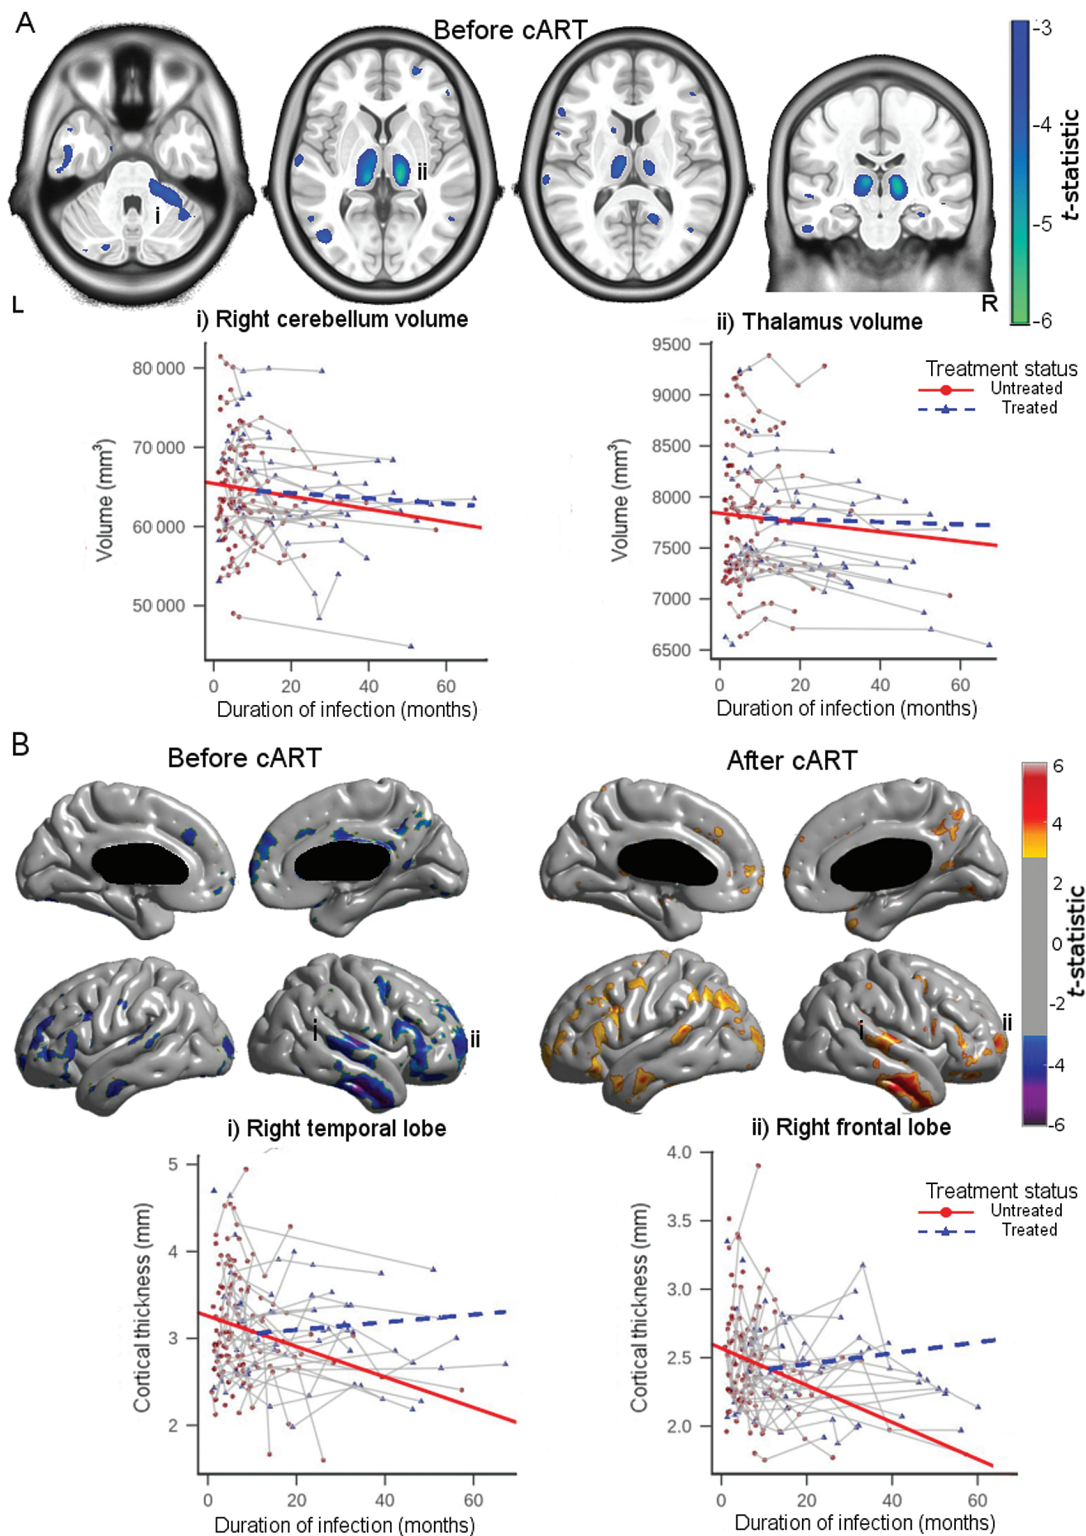 A
Before cART
-3
-4
-5
-6
t-statistic
i
ii
L
R
i) Right cerebellum volume
ii) Thalamus volume
80 000
70 000
60 000
50 000
Volume (mm³)
0 20 40 60
Duration of infection (months)
9500
9000
8500
8000
7500
7000
6500
Volume (mm³)
0 20 40 60
Duration of infection (months)
Treatment status
Untreated
Treated
B
Before cART
After cART
6
4
2
0
-2
-4
-6
t-statistic
i
ii
i
ii
i) Right temporal lobe
ii) Right frontal lobe
5
4
3
2
Cortical thickness (mm)
0 20 40 60
Duration of infection (months)
4.0
3.5
3.0
2.5
2.0
Cortical thickness (mm)
0 20 40 60
Duration of infection (months)
Treatment status
Untreated
Treated